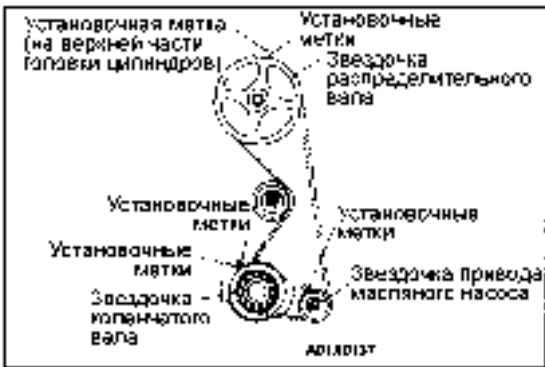 Установочная метка
(на верхней части
головки цилиндров)
Установочные
метки
Звездочка
распределительного
вала
Установочные
метки
Установочные
метки
Установочные
метки
Звездочка
коленчатого
вала
Звездочка привода
масляного насоса